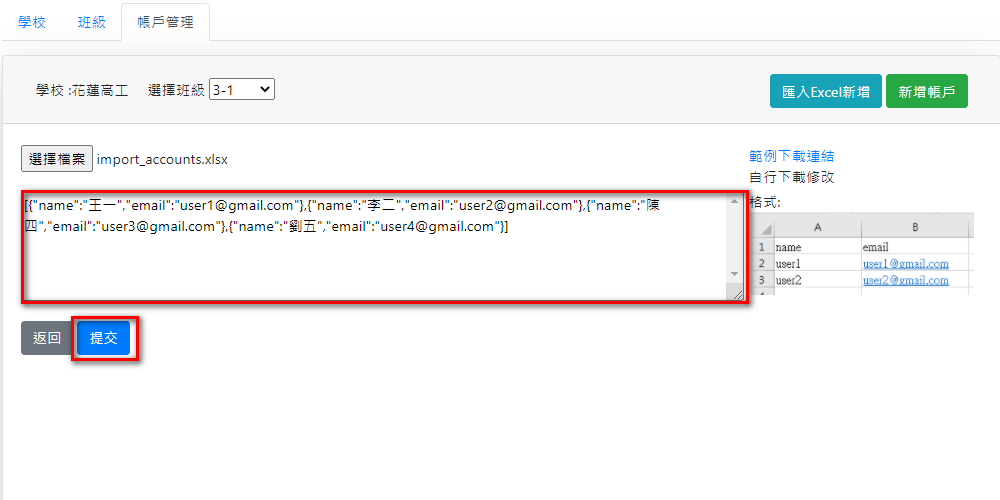 學校 班級 帳戶管理
學校 :花蓮高工 選擇班級 3-1 匯入Excel新增 新增帳戶
選擇檔案 import_accounts.xlsx
[{"name":"王一","email":"user1@gmail.com"},{"name":"李二","email":"user2@gmail.com"},{"name":"陳
四","email":"user3@gmail.com"},{"name":"劉五","email":"user4@gmail.com"}]
返回 提交
範例下載連結
自行下載修改
格式:
A B
1 name email
2 user1 user1@gmail.com
3 user2 user2@gmail.com